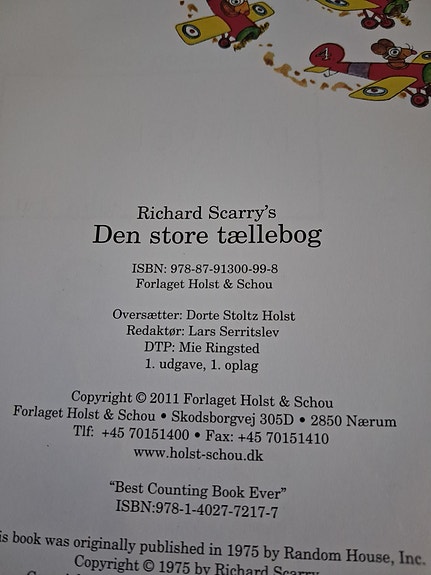 4
Richard Scarry's
Den store tællebog
ISBN: 978-87-91300-99-8
Forlaget Holst & Schou
Oversætter: Dorte Stoltz Holst
Redaktør: Lars Serritslev
DTP: Mie Ringsted
1. udgave, 1. oplag
Copyright © 2011 Forlaget Holst & Schou
Forlaget Holst & Schou • Skodsborgvej 305D • 2850 Nærum
Tlf: +45 70151400 • Fax: +45 70151410
www.holst-schou.dk
"Best Counting Book Ever"
ISBN:978-1-4027-7217-7
is book was originally published in 1975 by Random House, Inc.
Copyright © 1975 by Richard Scarry